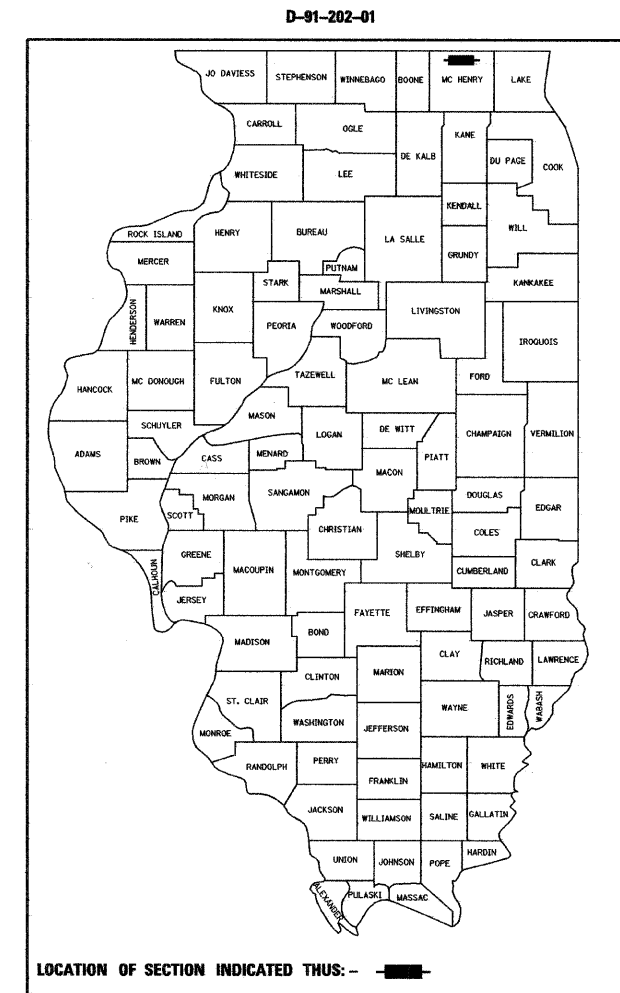 D-91-202-01
JO DAVIESS STEPHENSON WINNEBAGO BOONE MC HENRY LAKE
CARROLL OGLE KANE
DE KALB DU PAGE COOK
WHITESIDE LEE
KENDALL
ROCK ISLAND HENRY BUREAU LA SALLE WILL
MERCER PUTNAM GRUNDY
STARK MARSHALL KANKAKEE
HENDERSON WARREN KNOX PEORIA WOODFORD LIVINGSTON
IROQUOIS
HANCOCK MC DONOUGH FULTON TAZEWELL MC LEAN FORD
MASON
SCHUYLER LOGAN DE WITT CHAMPAIGN VERMILION
ADAMS BROWN CASS MENARD PIATT
MACON
MORGAN SANGAMON DOUGLAS
PIKE SCOTT CHRISTIAN MOULTRIE EDGAR
COLES
GREENE MACOUPIN MONTGOMERY SHELBY
CALHOUN CUMBERLAND CLARK
JERSEY
FAYETTE EFFINGHAM JASPER CRAWFORD
MADISON BOND
CLAY RICHLAND LAWRENCE
CLINTON MARION
ST. CLAIR WAYNE EDWARDS WABASH
WASHINGTON JEFFERSON
MONROE
RANDOLPH PERRY HAMILTON WHITE
FRANKLIN
JACKSON WILLIAMSON SALINE GALLATIN
UNION JOHNSON POPE HARDIN
ALEXANDER PULASKI MASSAC
LOCATION OF SECTION INDICATED THUS: -